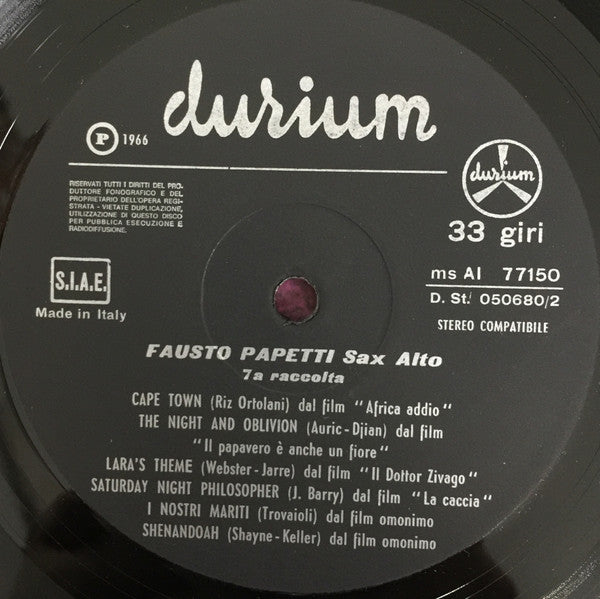 durium
P 1966
RISERVATI TUTTI I DIRITTI DEL PRO-
DUTTORE FONOGRAFICO E DEL
PROPRIETARIO DELL'OPERA REGI-
STRATA - VIETATE DUPLICAZIONE,
UTILIZZAZIONE DI QUESTO DISCO
PER PUBBLICA ESECUZIONE E
RADIODIFFUSIONE.
durium
33 giri
S.I.A.E.
Made in Italy
ms AI 77150
D. St. 050680/2
STEREO COMPATIBILE
FAUSTO PAPETTI Sax Alto
7a raccolta
CAPE TOWN (Riz Ortolani) dal film "Africa addio"
THE NIGHT AND OBLIVION (Auric-Djian) dal film
"Il papavero è anche un fiore"
LARA'S THEME (Webster-Jarre) dal film "Il Dottor Zivago"
SATURDAY NIGHT PHILOSOPHER (J. Barry) dal film "La caccia"
I NOSTRI MARITI (Trovaioli) dal film omonimo
SHENANDOAH (Shayne-Keller) dal film omonimo